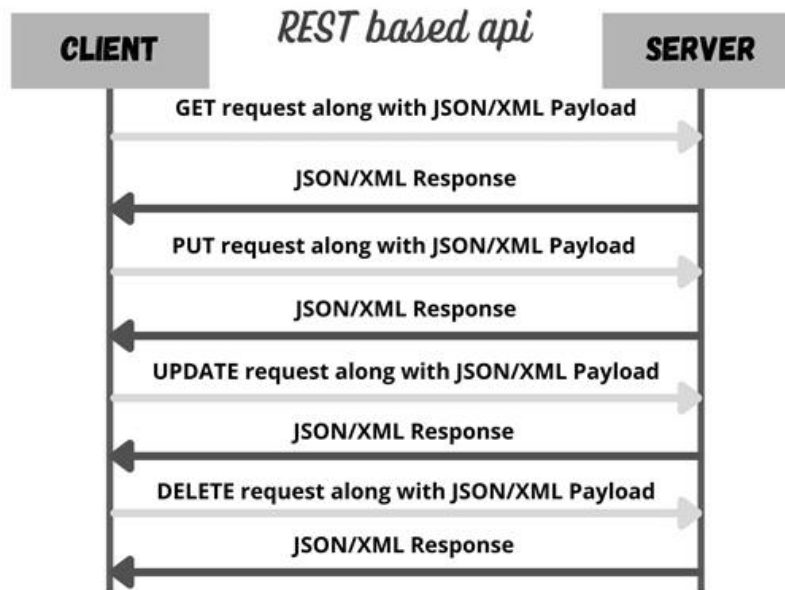 REST based api
CLIENT
SERVER
GET request along with JSON/XML Payload
JSON/XML Response
PUT request along with JSON/XML Payload
JSON/XML Response
UPDATE request along with JSON/XML Payload
JSON/XML Response
DELETE request along with JSON/XML Payload
JSON/XML Response